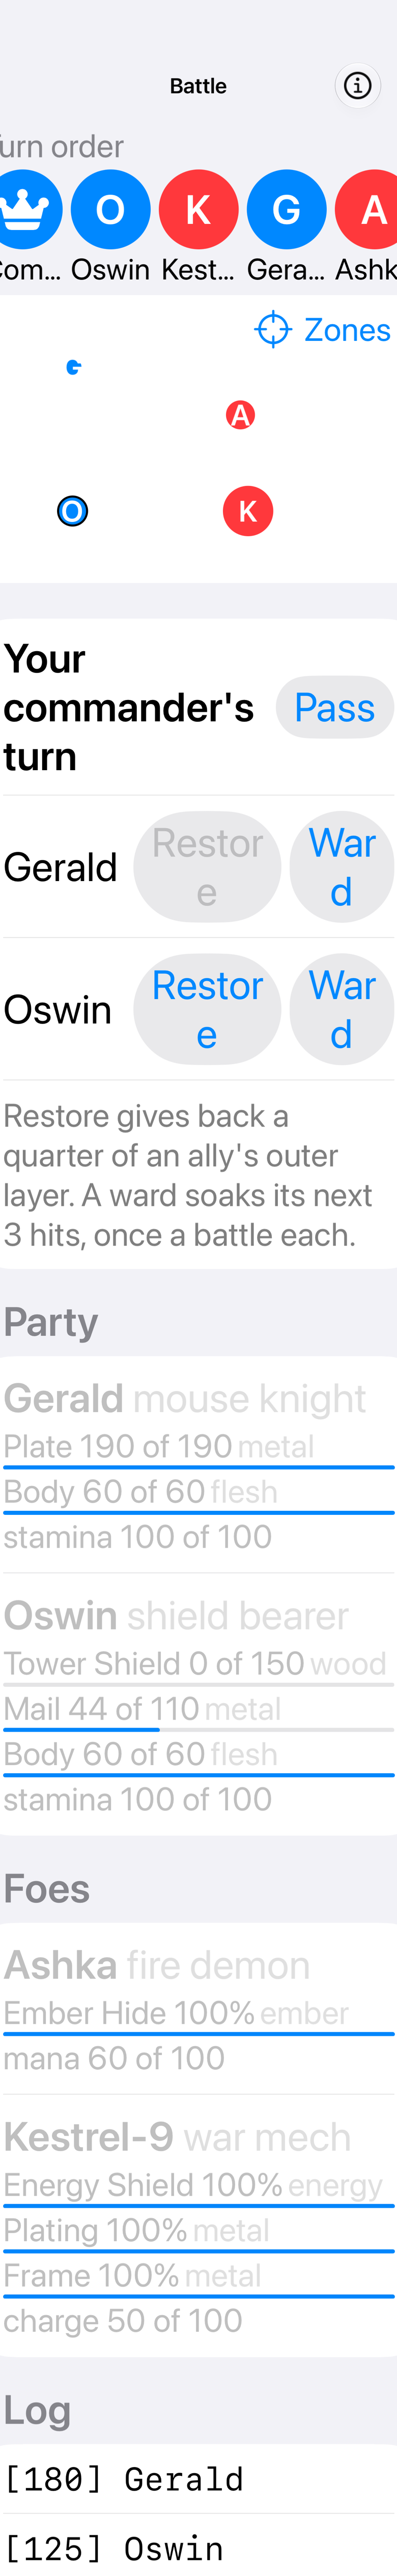 Battle
urn order
O
K
G
A
Com...
Oswin
Kest...
Gera...
Ashk
Zones
G
A
O
K
Your
commander's
turn
Pass
Gerald
Restor
e
War
d
Oswin
Restor
e
War
d
Restore gives back a
quarter of an ally's outer
layer. A ward soaks its next
3 hits, once a battle each.
Party
Gerald mouse knight
Plate 190 of 190 metal
Body 60 of 60 flesh
stamina 100 of 100
Oswin shield bearer
Tower Shield 0 of 150 wood
Mail 44 of 110 metal
Body 60 of 60 flesh
stamina 100 of 100
Foes
Ashka fire demon
Ember Hide 100% ember
mana 60 of 100
Kestrel-9 war mech
Energy Shield 100% energy
Plating 100% metal
Frame 100% metal
charge 50 of 100
Log
[180] Gerald
[125] Oswin